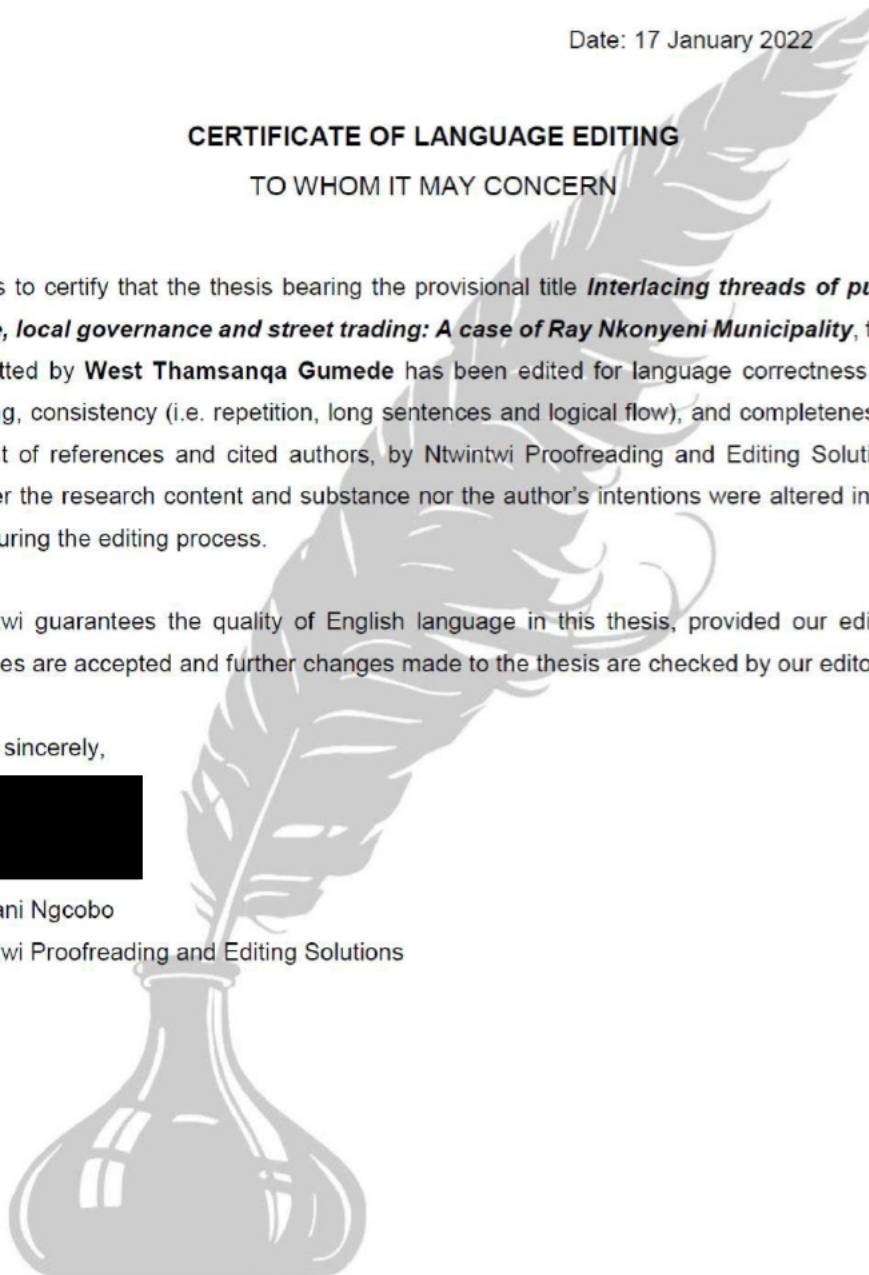 Date: 17 January 2022
CERTIFICATE OF LANGUAGE EDITING
TO WHOM IT MAY CONCERN
s to certify that the thesis bearing the provisional title Interlacing threads of pu
e, local governance and street trading: A case of Ray Nkonyeni Municipality, t
tted by West Thamsanqa Gumede has been edited for language correctness
ng, consistency (i.e. repetition, long sentences and logical flow), and completenes
t of references and cited authors, by Ntwintwi Proofreading and Editing Soluti
er the research content and substance nor the author's intentions were altered in
uring the editing process.
wi guarantees the quality of English language in this thesis, provided our edi
es are accepted and further changes made to the thesis are checked by our edito
sincerely,
ani Ngcobo
wi Proofreading and Editing Solutions